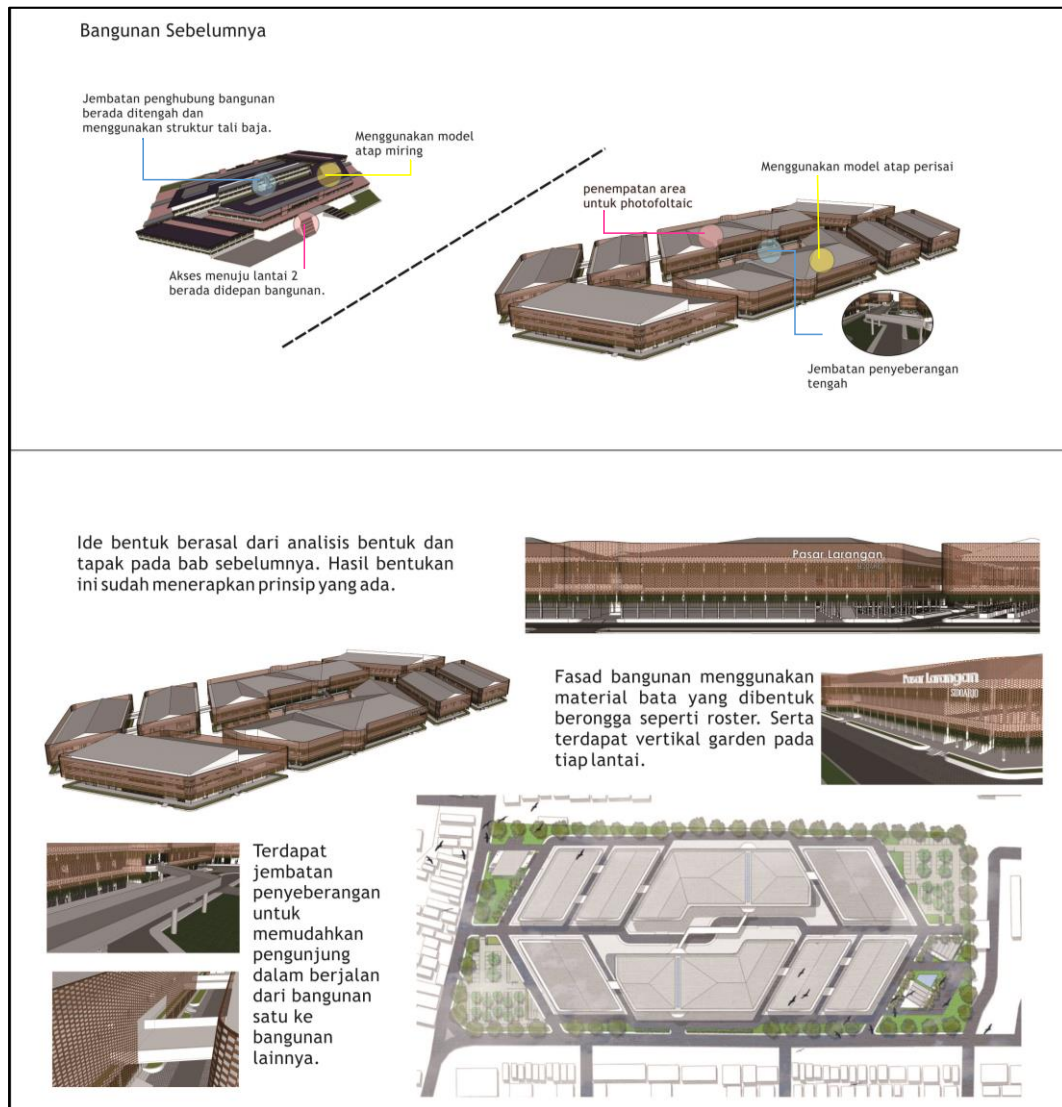 Bangunan Sebelumnya
Jembatan penghubung bangunan
berada ditengah dan
menggunakan struktur tali baja.
Menggunakan model
atap miring
Akses menuju lantai 2
berada didepan bangunan.
penempatan area
untuk photofoltaic
Menggunakan model atap perisai
Jembatan penyeberangan
tengah
Ide bentuk berasal dari analisis bentuk dan
tapak pada bab sebelumnya. Hasil bentukan
ini sudah menerapkan prinsip yang ada.
Pasar Larangan
Fasad bangunan menggunakan
material bata yang dibentuk
berongga seperti roster. Serta
terdapat vertikal garden pada
tiap lantai.
Pasar Larangan
SIDOARJO
Terdapat
jembatan
penyeberangan
untuk
memudahkan
pengunjung
dalam berjalan
dari bangunan
satu ke
bangunan
lainnya.